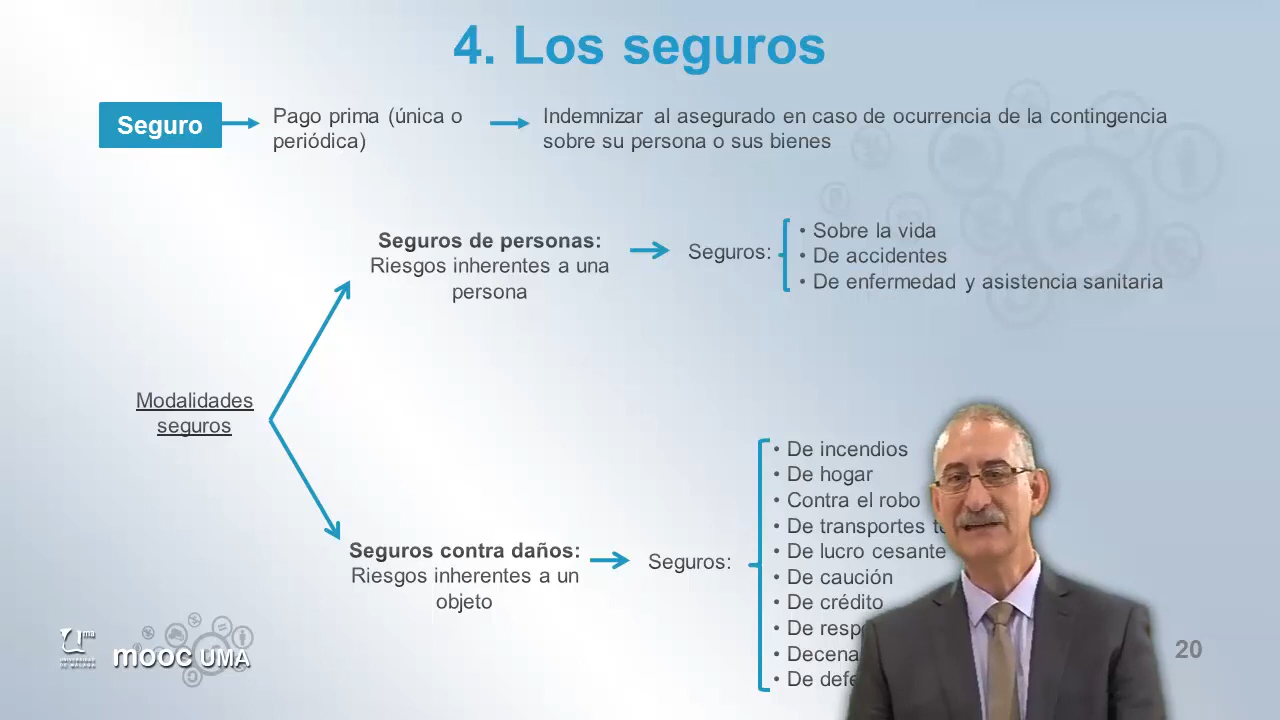 4. Los seguros
Seguro
Pago prima (única o
periódica)
Indemnizar al asegurado en caso de ocurrencia de la contingencia
sobre su persona o sus bienes
Seguros de personas:
Riesgos inherentes a una
persona
Seguros:
• Sobre la vida
• De accidentes
• De enfermedad y asistencia sanitaria
Modalidades
seguros
Seguros contra daños:
Riesgos inherentes a un
objeto
Seguros:
• De incendios
• De hogar
• Contra el robo
• De transportes
• De lucro cesante
• De caución
• De crédito
• De
•
• De
mooc UMA
20